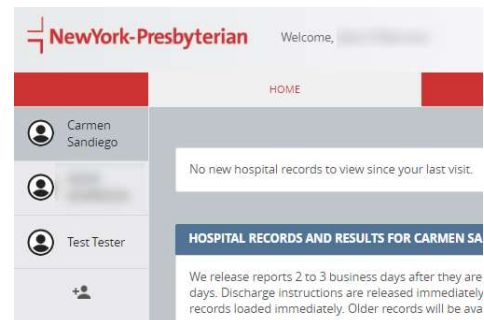 NewYork-Presbyterian
Welcome,
HOME
Carmen
Sandiego
No new hospital records to view since your last visit.
Test Tester
HOSPITAL RECORDS AND RESULTS FOR CARMEN SA
We release reports 2 to 3 business days after they are
days. Discharge instructions are released immediately
records loaded immediately. Older records will be ava